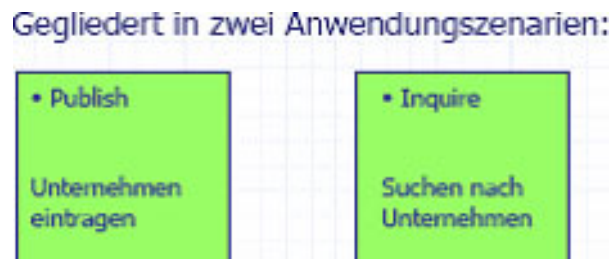 Gegliedert in zwei Anwendungszenarien:
• Publish
Unternehmen
eintragen
• Inquire
Suchen nach
Unternehmen